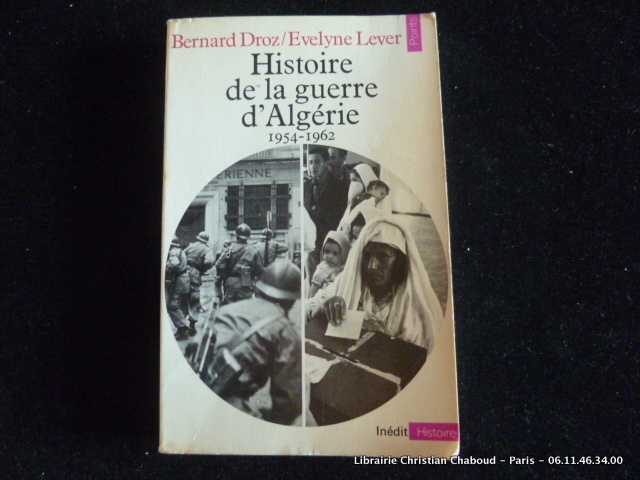 Bernard Droz/Evelyne Lever
Points
Histoire
de la guerre
d'Algérie
1954-1962
ERIENNE
Inédit Histoire
Librairie Christian Chaboud - Paris - 06.11.46.34.00